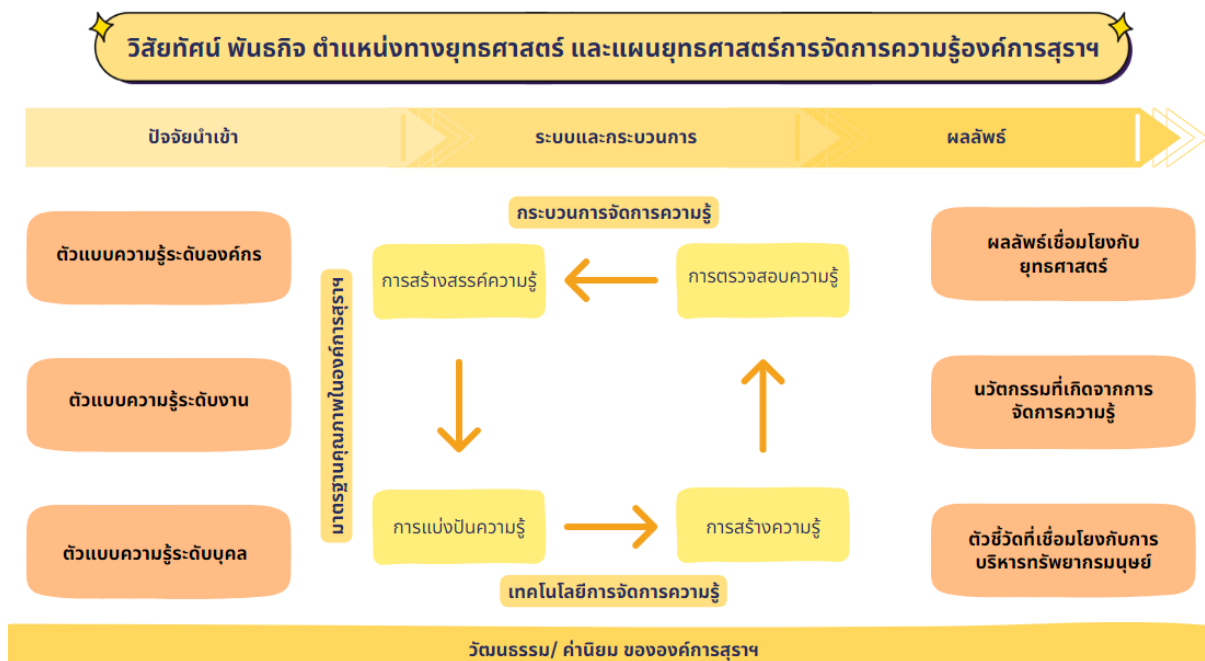 วิสัยทัศน์ พันธกิจ ตำแหน่งทางยุทธศาสตร์ และแผนยุทธศาสตร์การจัดการความรู้องค์การสุราฯ
ปัจจัยนำเข้า
ระบบและกระบวนการ
ผลลัพธ์
ตัวแบบความรู้ระดับองค์กร
ตัวแบบความรู้ระดับงาน
ตัวแบบความรู้ระดับบุคล
มาตรฐานคุณภาพในองค์การสุราฯ
กระบวนการจัดการความรู้
การสร้างสรรค์ความรู้
การตรวจสอบความรู้
การแบ่งปันความรู้
การสร้างความรู้
เทคโนโลยีการจัดการความรู้
ผลลัพธ์เชื่อมโยงกับ
ยุทธศาสตร์
นวัตกรรมที่เกิดจากการ
จัดการความรู้
ตัวชี้วัดที่เชื่อมโยงกับการ
บริหารทรัพยากรมนุษย์
วัฒนธรรม/ ค่านิยม ขององค์การสุราฯ